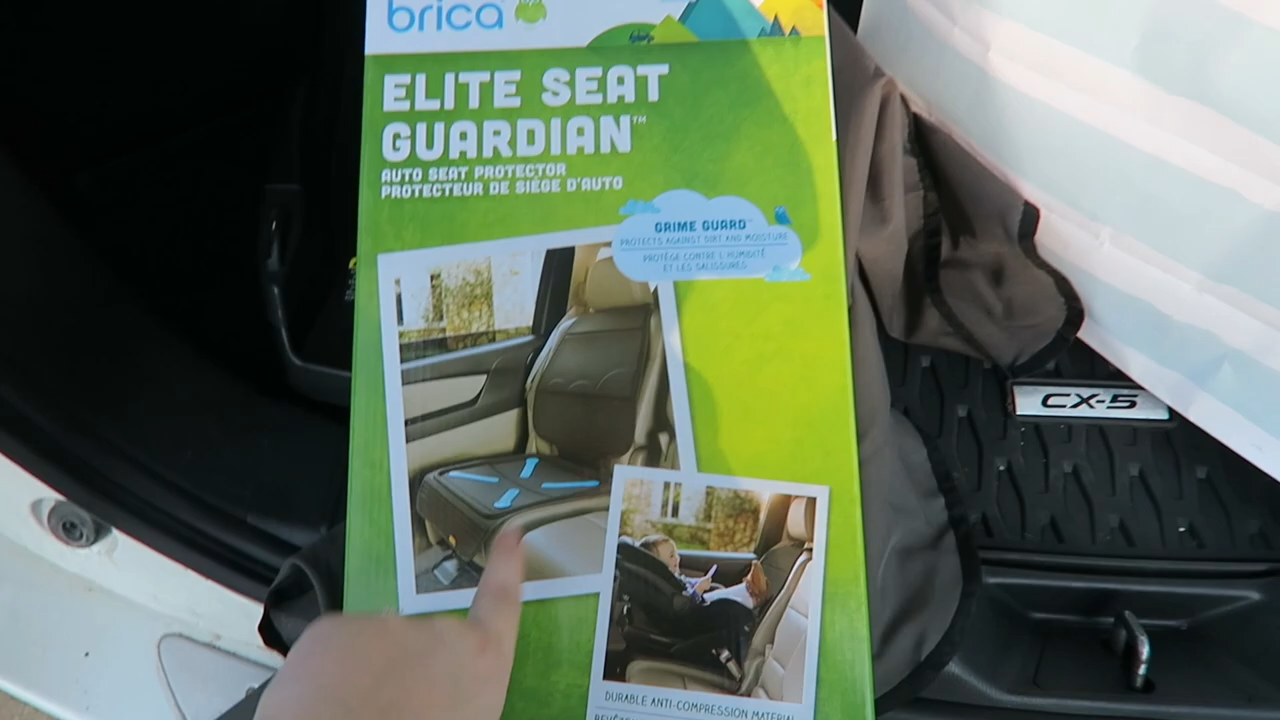 brica
ELITE SEAT
GUARDIAN™
AUTO SEAT PROTECTOR
PROTECTEUR DE SIÈGE D'AUTO
GRIME GUARD™
PROTECTS AGAINST DIRT AND MOISTURE
PROTÈGE CONTRE L'HUMIDITÉ
ET LES SALISSURES
CX-5
DURABLE ANTI-COMPRESSION MATERIAL